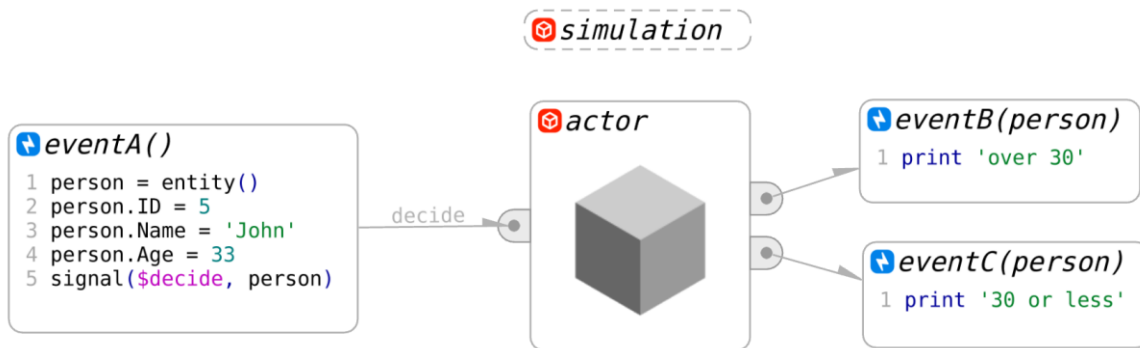 simulation
eventA()
1 person = entity()
2 person.ID = 5
3 person.Name = 'John'
4 person.Age = 33
5 signal($decide, person)
decide
actor
eventB(person)
1 print 'over 30'
eventC(person)
1 print '30 or less'